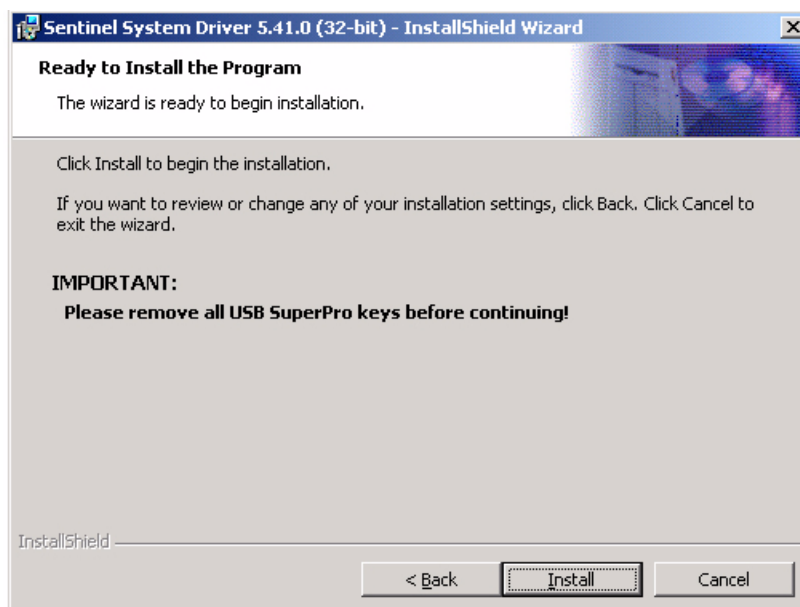 Sentinel System Driver 5.41.0 (32-bit) - InstallShield Wizard
Ready to Install the Program
The wizard is ready to begin installation.
Click Install to begin the installation.
If you want to review or change any of your installation settings, click Back. Click Cancel to
exit the wizard.
IMPORTANT:
Please remove all USB SuperPro keys before continuing!
InstallShield
< Back
Install
Cancel